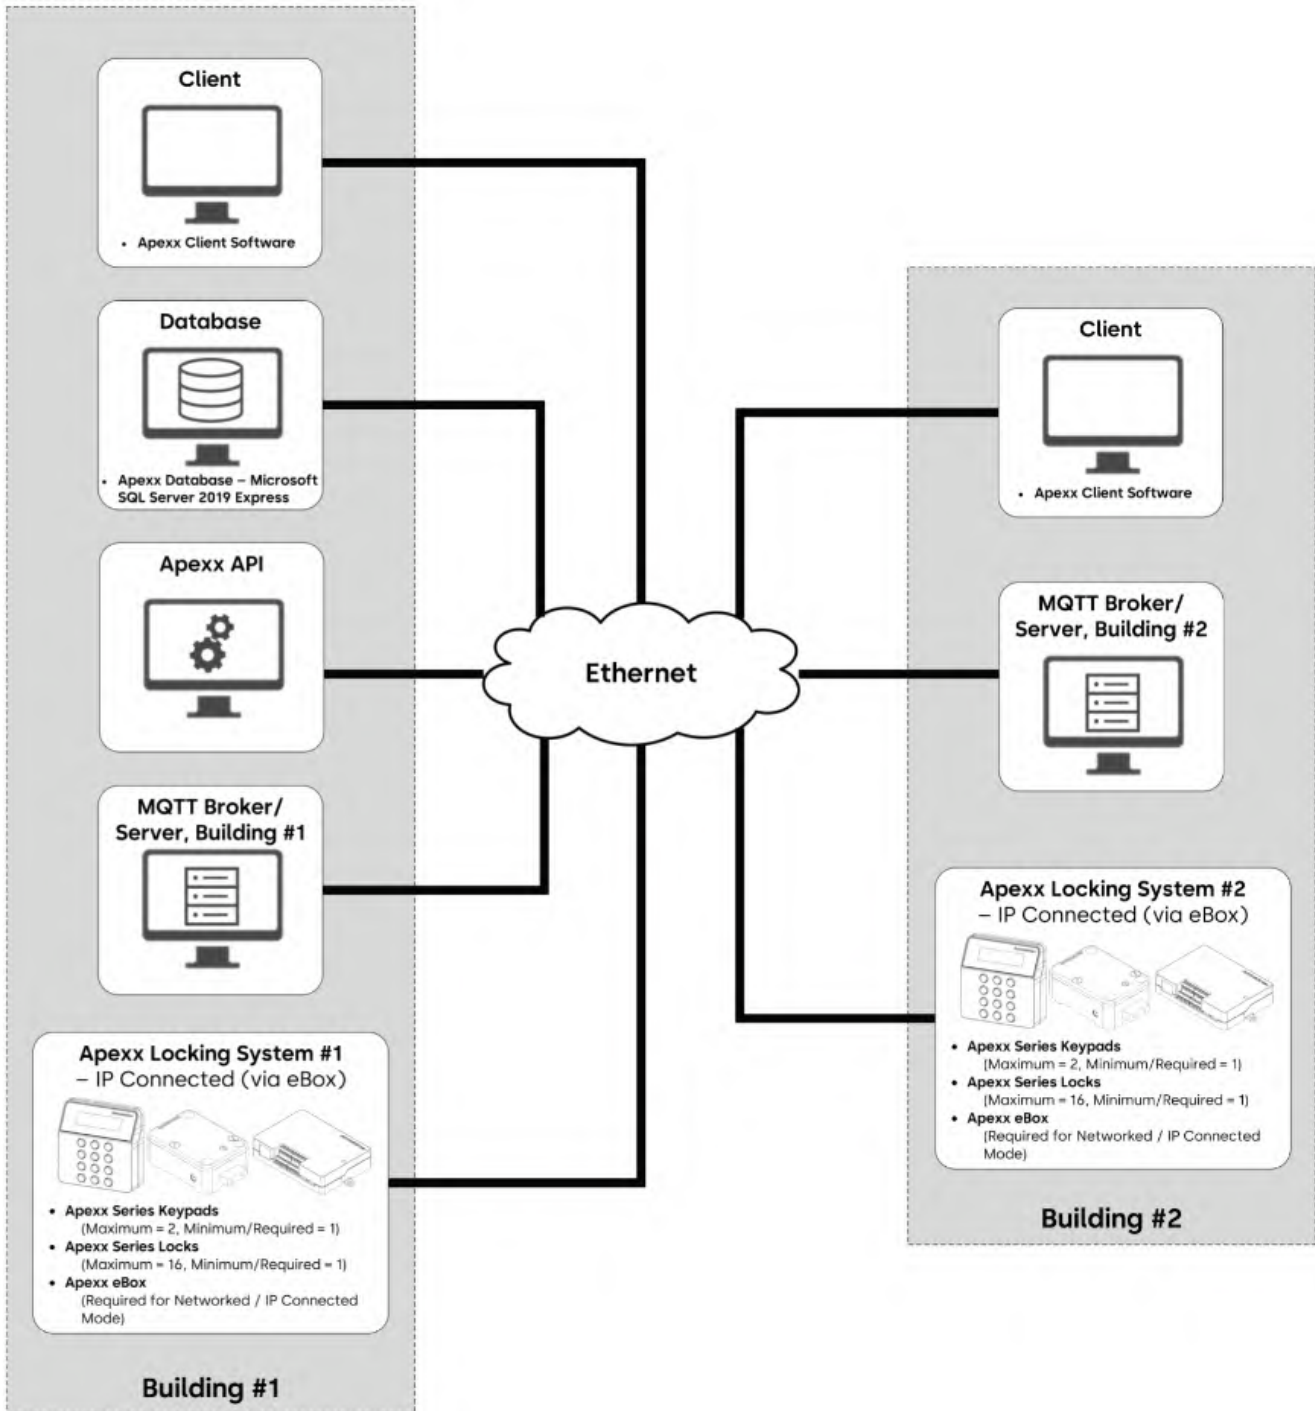 Client
• Apexx Client Software
Database
• Apexx Database – Microsoft
SQL Server 2019 Express
Apexx API
MQTT Broker/
Server, Building #1
Apexx Locking System #1
– IP Connected (via eBox)
• Apexx Series Keypads
(Maximum = 2, Minimum/Required = 1)
• Apexx Series Locks
(Maximum = 16, Minimum/Required = 1)
• Apexx eBox
(Required for Networked / IP Connected
Mode)
Building #1
Ethernet
Client
• Apexx Client Software
MQTT Broker/
Server, Building #2
Apexx Locking System #2
– IP Connected (via eBox)
• Apexx Series Keypads
(Maximum = 2, Minimum/Required = 1)
• Apexx Series Locks
(Maximum = 16, Minimum/Required = 1)
• Apexx eBox
(Required for Networked / IP Connected
Mode)
Building #2